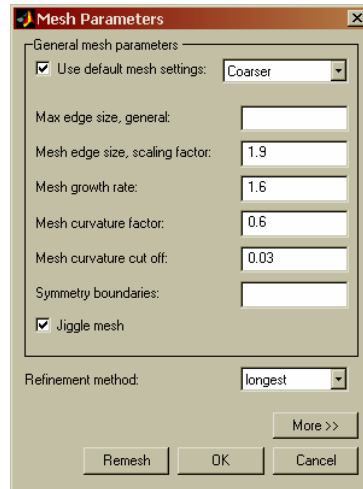 Mesh Parameters
General mesh parameters
Use default mesh settings: Coarser
Max edge size, general:
Mesh edge size, scaling factor: 1.9
Mesh growth rate: 1.6
Mesh curvature factor: 0.6
Mesh curvature cut off: 0.03
Symmetry boundaries:
Jiggle mesh
Refinement method: longest
More >>
Remesh OK Cancel